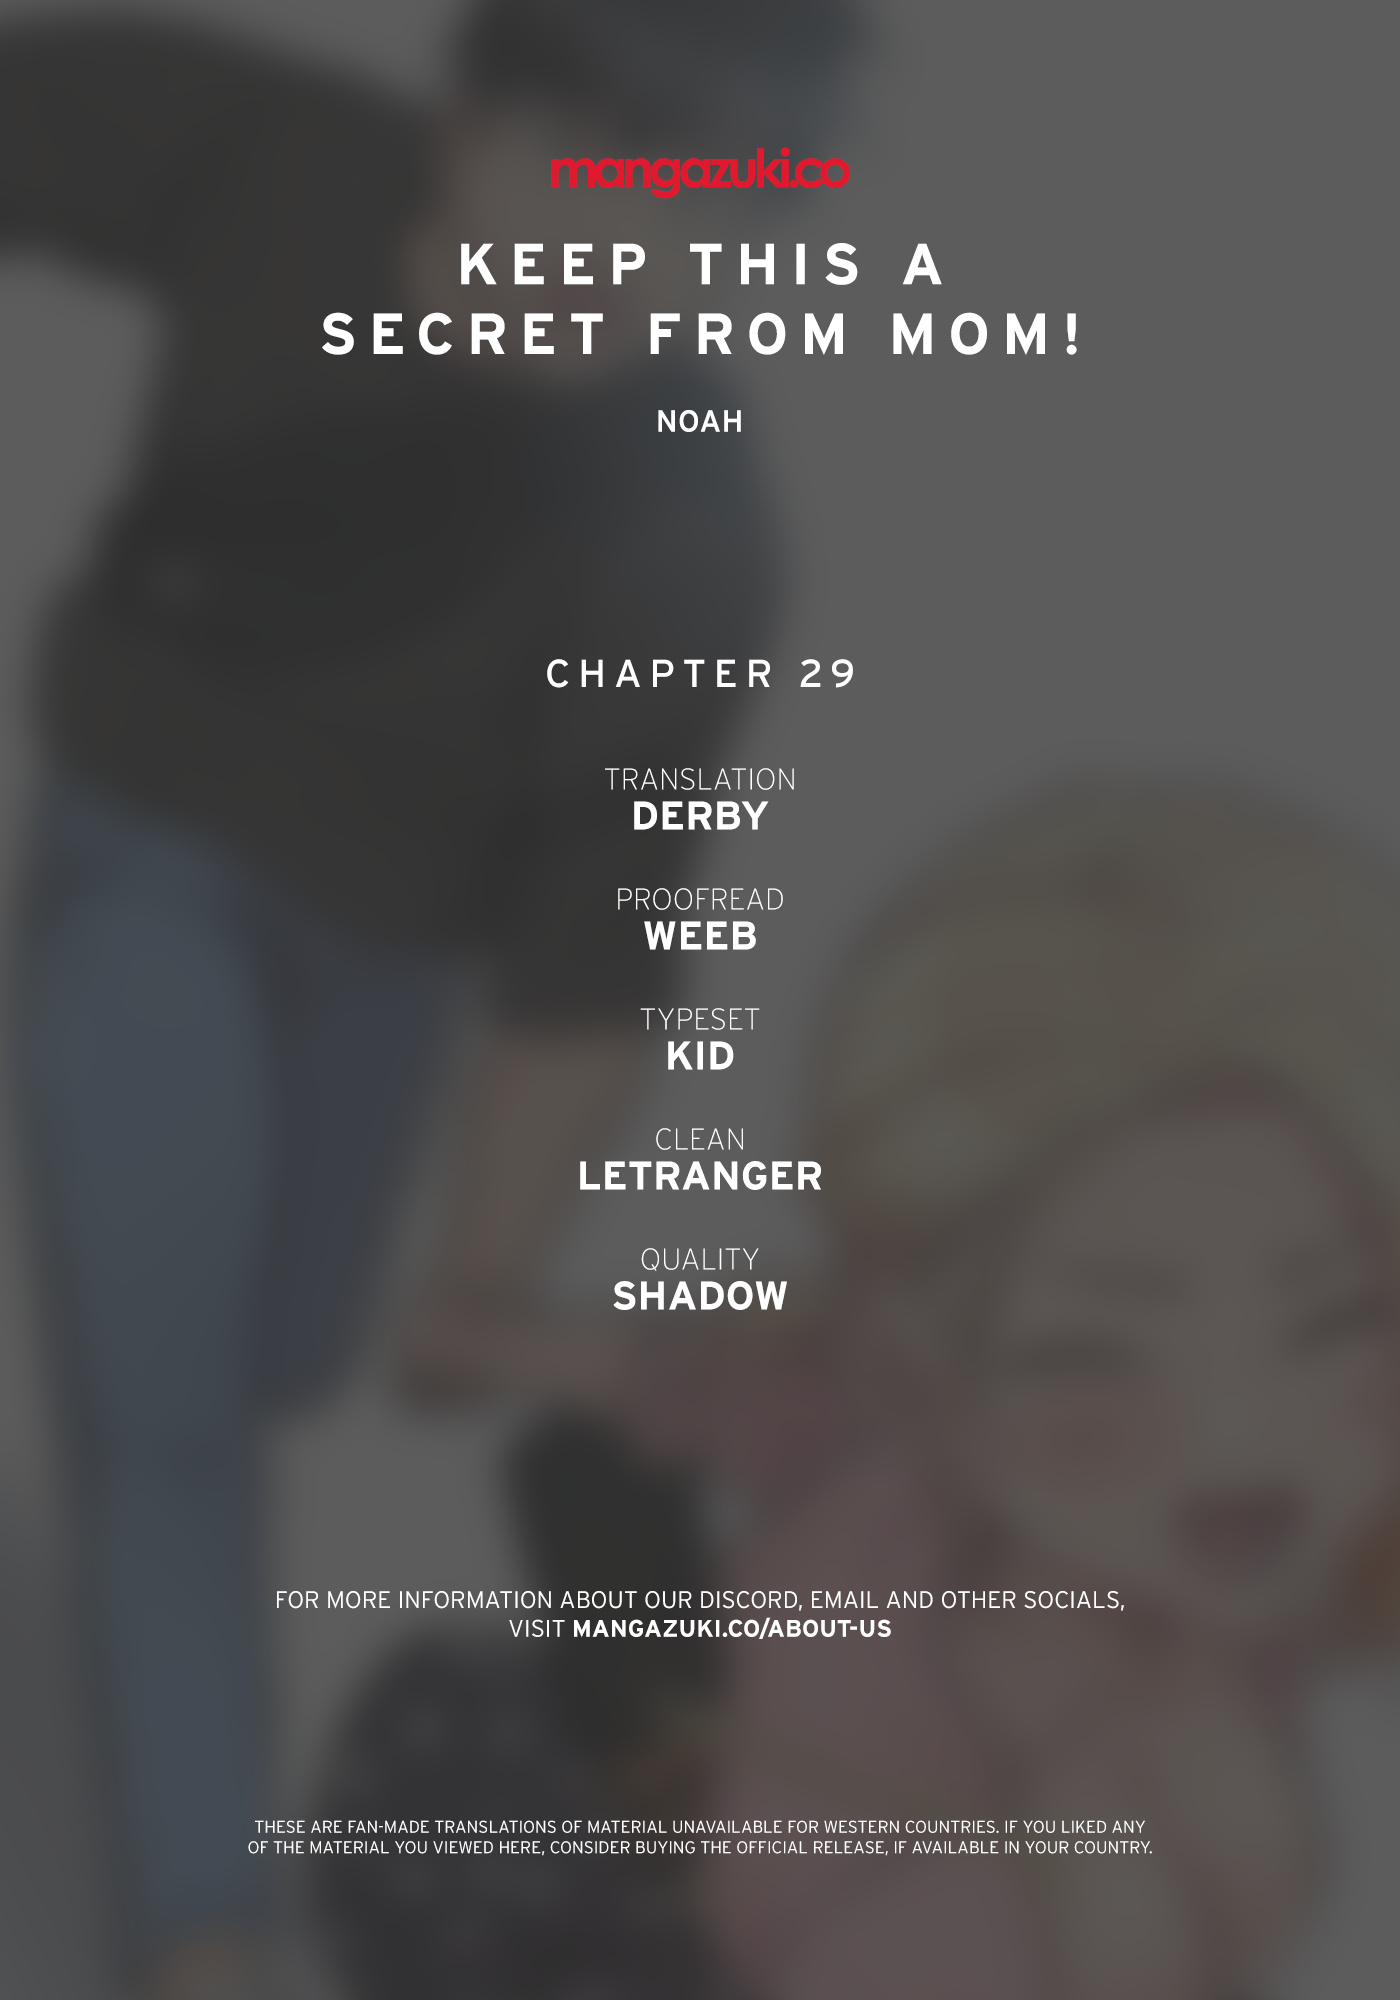 mangazuki.co
KEEP THIS A
SECRET FROM MOM!
NOAH
CHAPTER 29
TRANSLATION
DERBY
PROOFREAD
WEEB
TYPESET
KID
CLEAN
LETRANGER
QUALITY
SHADOW
FOR MORE INFORMATION ABOUT OUR DISCORD, EMAIL AND OTHER SOCIALS,
VISIT MANGAZUKI.CO/ABOUT-US
THESE ARE FAN-MADE TRANSLATIONS OF MATERIAL UNAVAILABLE FOR WESTERN COUNTRIES. IF YOU LIKED ANY
OF THE MATERIAL YOU VIEWED HERE, CONSIDER BUYING THE OFFICIAL RELEASE, IF AVAILABLE IN YOUR COUNTRY.